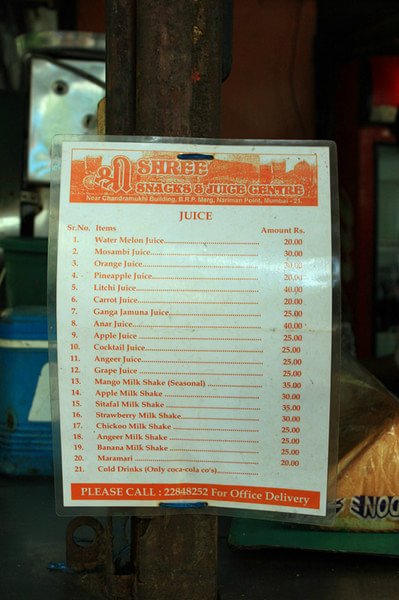 श्री SHREE
SNACKS & JUICE CENTRE
Near Chandramukhi Building, B.R.P. Marg, Nariman Point, Mumbai - 21.
JUICE
Sr.No. Items Amount Rs.
1. Water Melon Juice 20.00
2. Mosambi Juice 30.00
3. Orange Juice 30.00
4. Pineapple Juice 20.00
5. Litchi Juice 40.00
6. Carrot Juice 20.00
7. Ganga Jamuna Juice 25.00
8. Anar Juice 40.00
9. Apple Juice 25.00
10. Cocktail Juice 25.00
11. Angeer Juice 25.00
12. Grape Juice 25.00
13. Mango Milk Shake (Seasonal) 35.00
14. Apple Milk Shake 30.00
15. Sitafal Milk Shake 35.00
16. Strawberry Milk Shake 30.00
17. Chickoo Milk Shake 25.00
18. Angeer Milk Shake 25.00
19. Banana Milk Shake 25.00
20. Maramari 20.00
21. Cold Drinks (Only coca-cola co's)
PLEASE CALL : 22848252 For Office Delivery